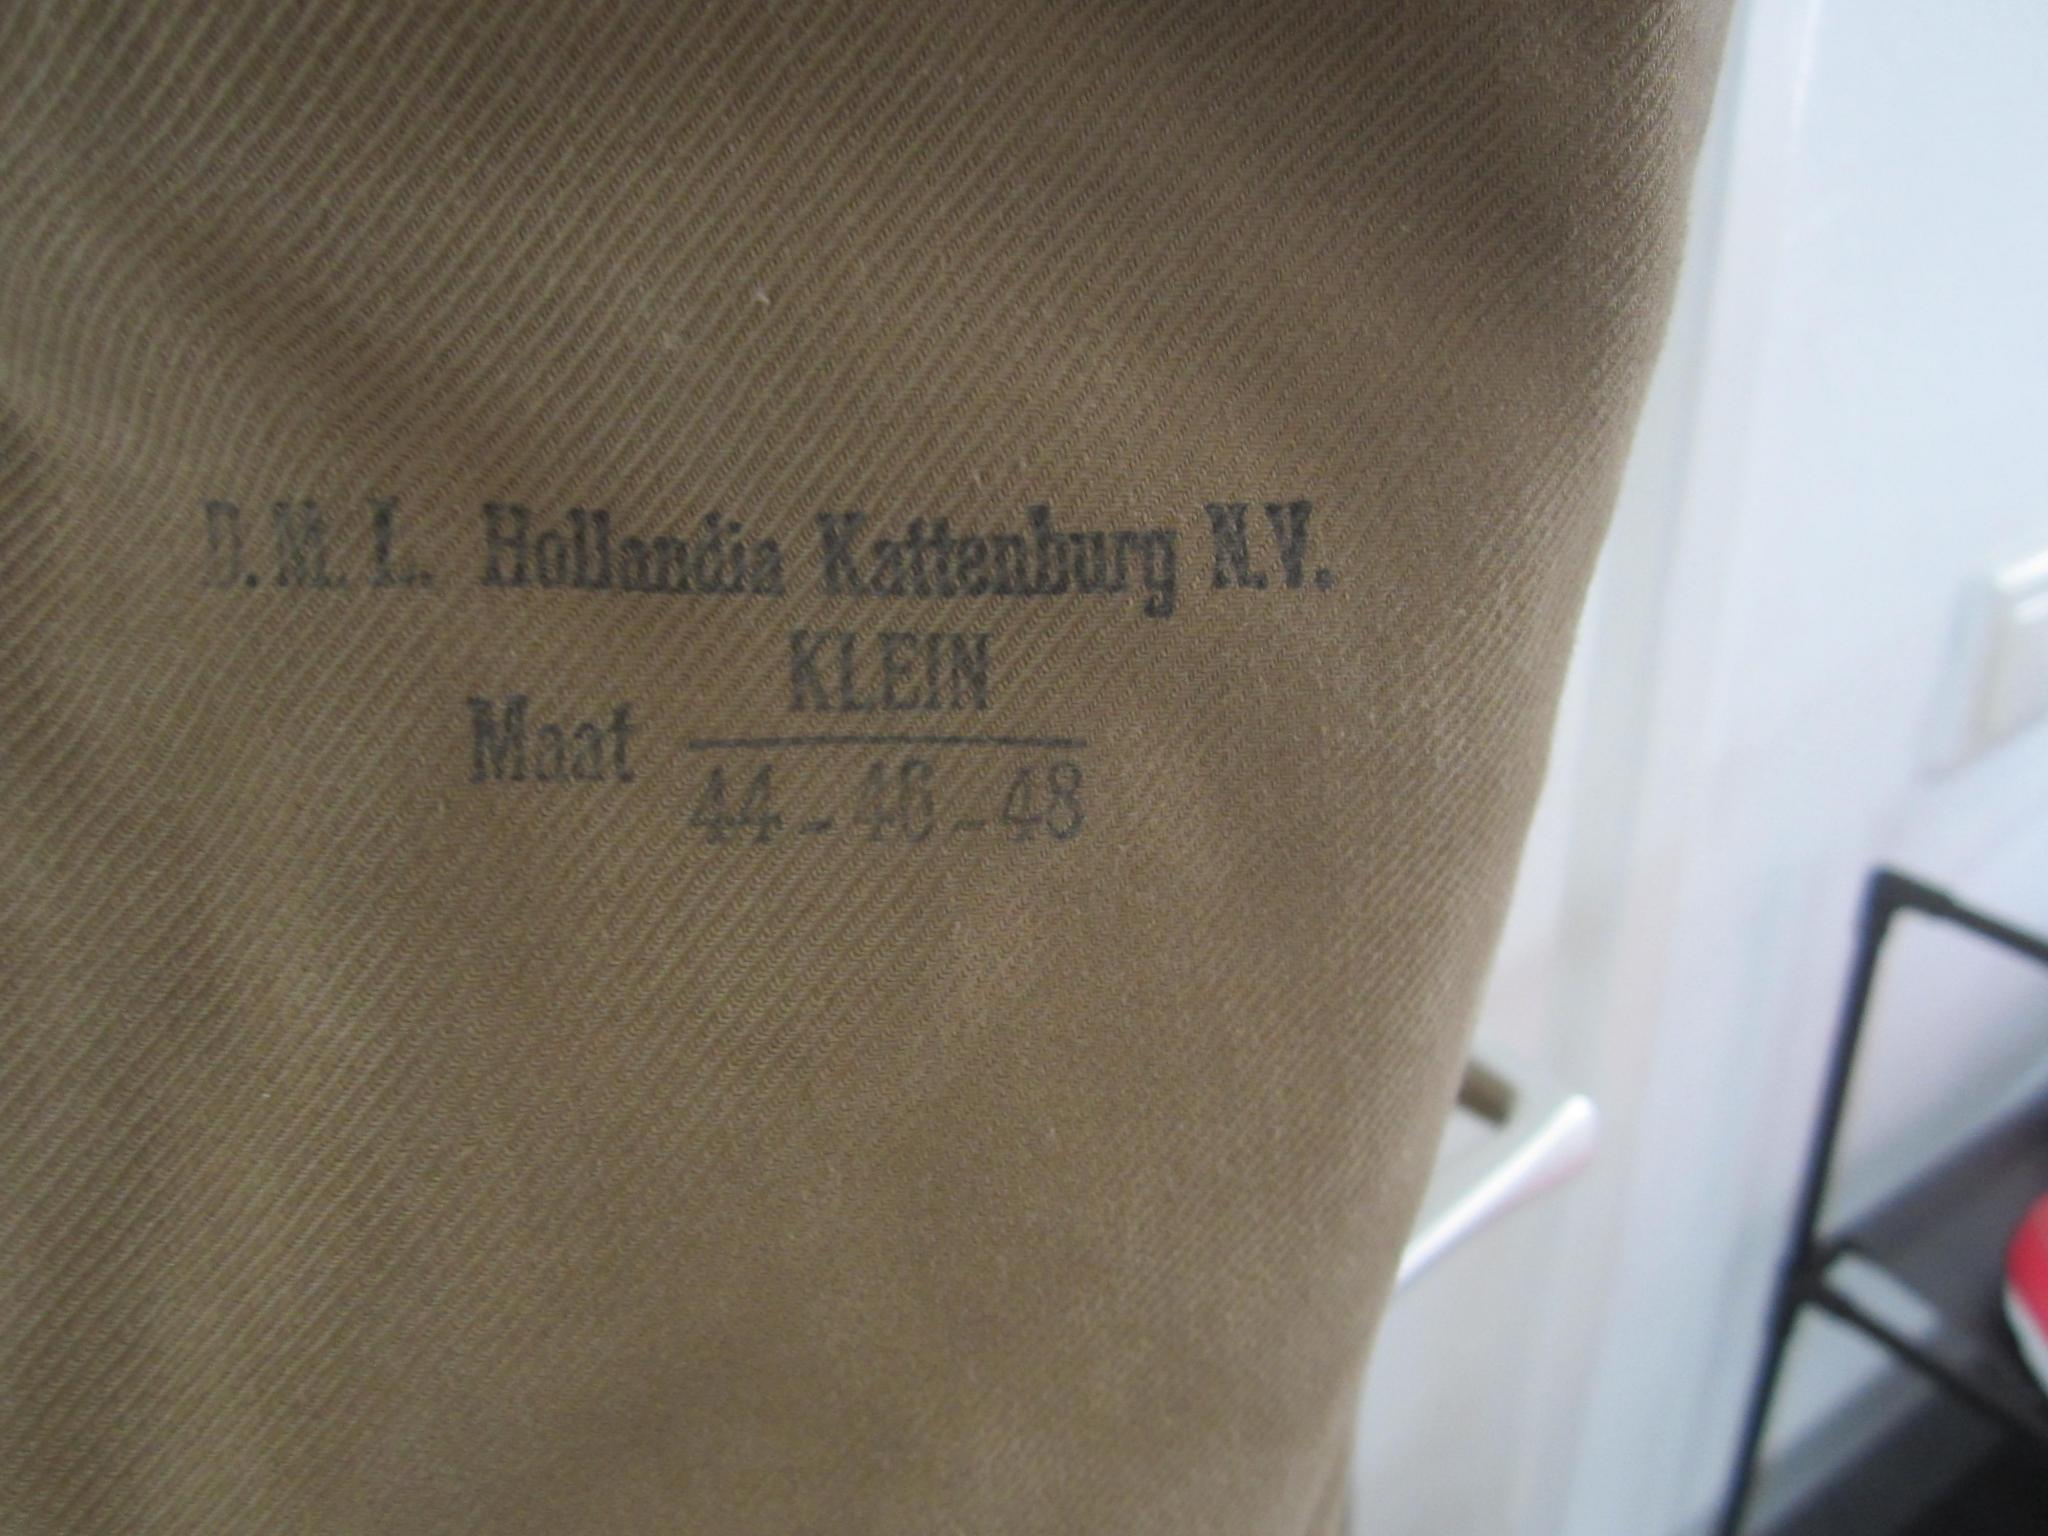 D.M.L. Hollandia Kattenburg N.V.
KLEIN
Maat
44-46-48